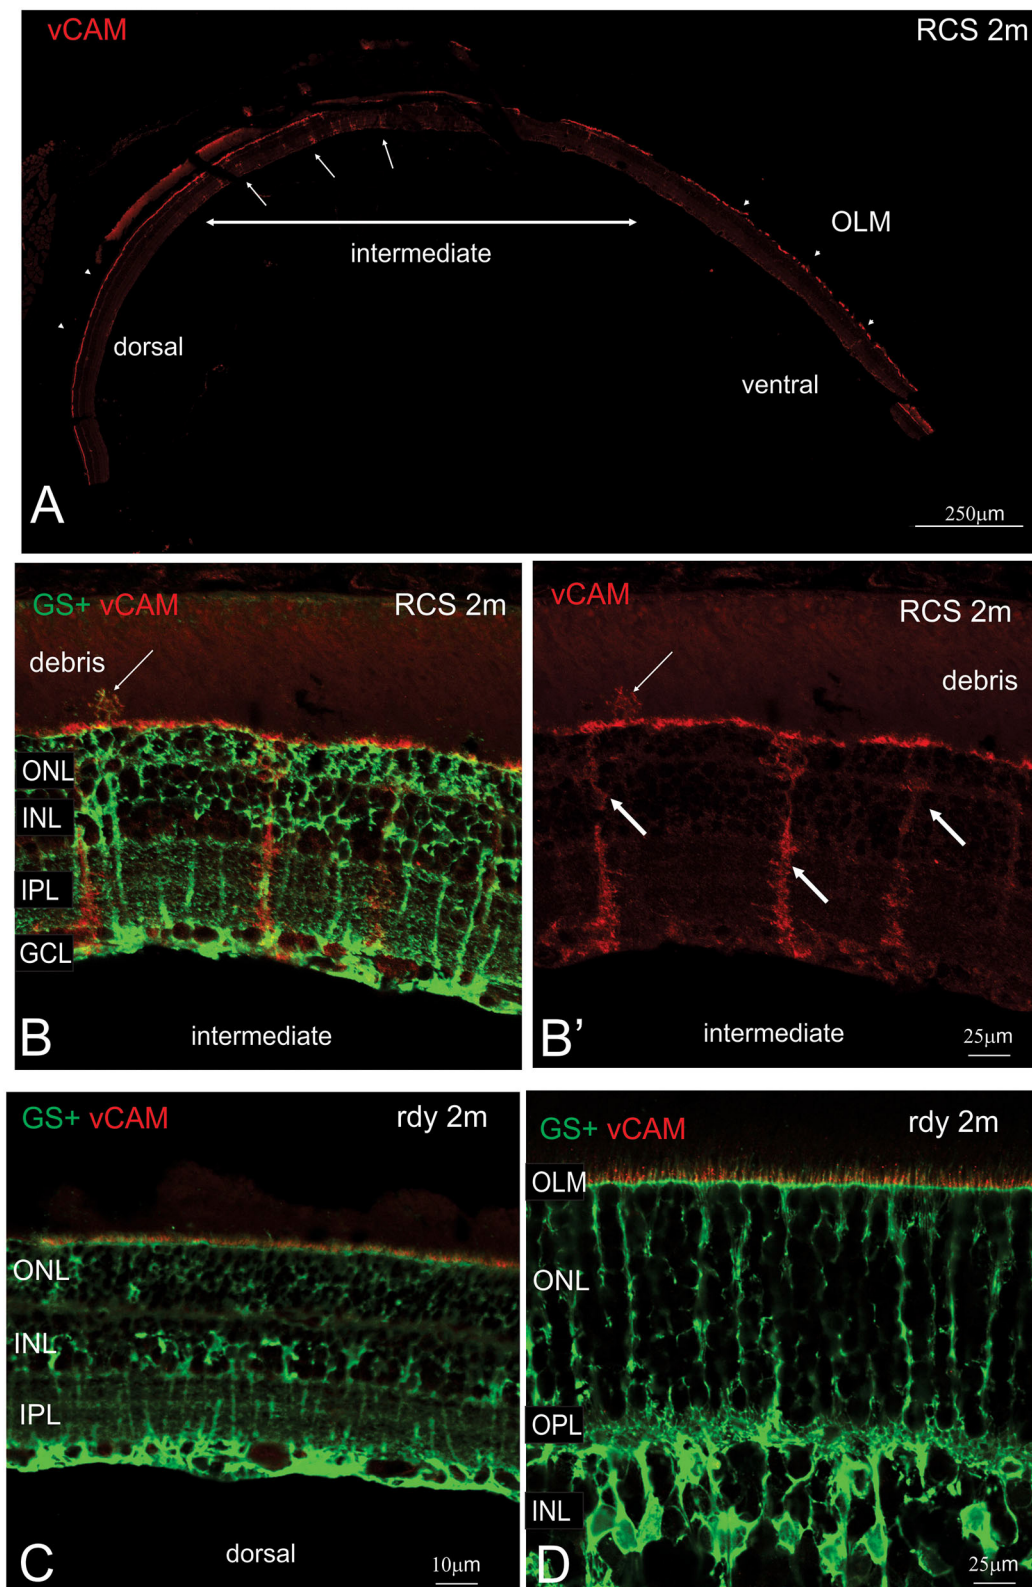 vCAM
RCS 2m
OLM
intermediate
dorsal
ventral
A
250μm
GS+ vCAM
RCS 2m
debris
ONL
INL
IPL
GCL
B
intermediate
vCAM
RCS 2m
debris
B’
intermediate
25μm
GS+ vCAM
rdy 2m
ONL
INL
IPL
C
dorsal
10μm
GS+ vCAM
rdy 2m
OLM
ONL
OPL
INL
D
25μm